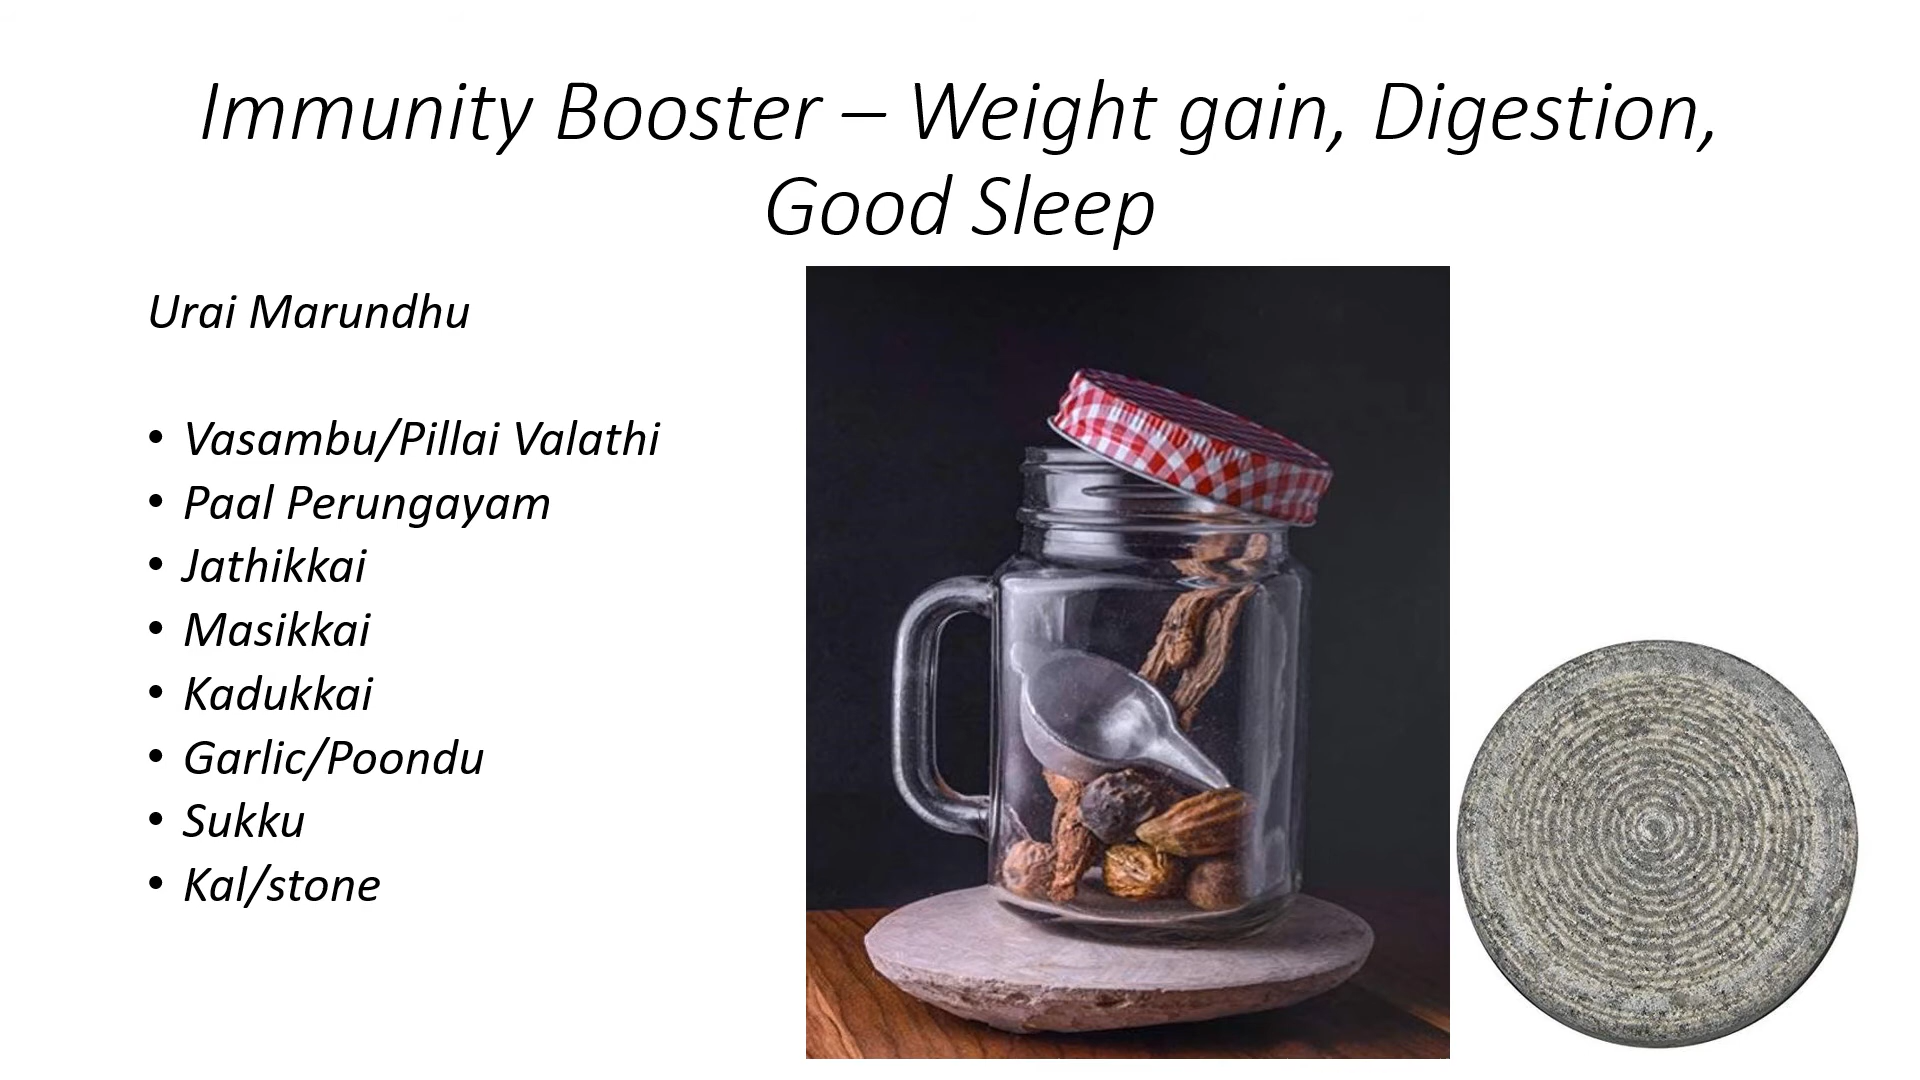 Immunity Booster – Weight gain, Digestion,
Good Sleep
Urai Marundhu
• Vasambu/Pillai Valathi
• Paal Perungayam
• Jathikkai
• Masikkai
• Kadukkai
• Garlic/Poondu
• Sukku
• Kal/stone